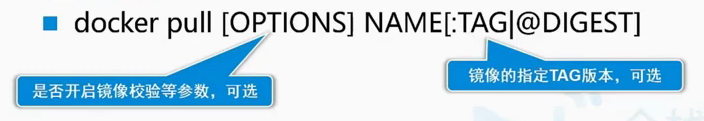 docker pull [OPTIONS] NAME[:TAG|@DIGEST]
是否开启镜像校验等参数，可选
镜像的指定TAG版本，可选